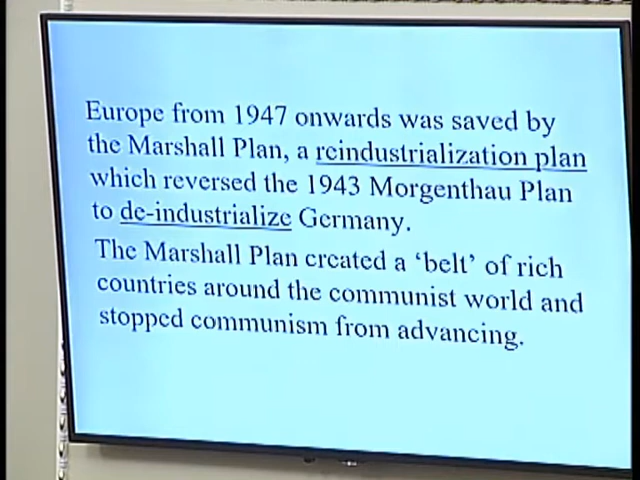 Europe from 1947 onwards was saved by
the Marshall Plan, a reindustrialization plan
which reversed the 1943 Morgenthau Plan
to de-industrialize Germany.
The Marshall Plan created a ‘belt’ of rich
countries around the communist world and
stopped communism from advancing.